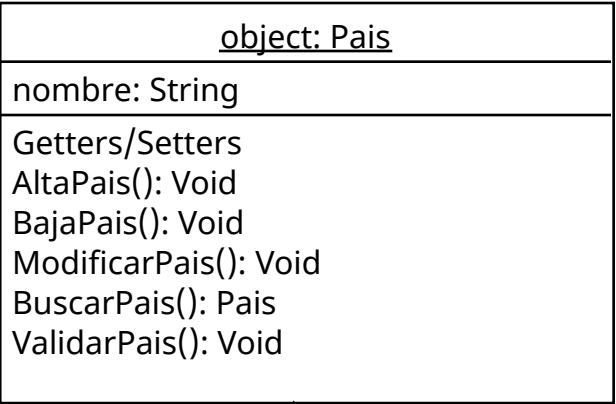 object: Pais
nombre: String
Getters/Setters
AltaPais(): Void
BajaPais(): Void
ModificarPais(): Void
BuscarPais(): Pais
ValidarPais(): Void